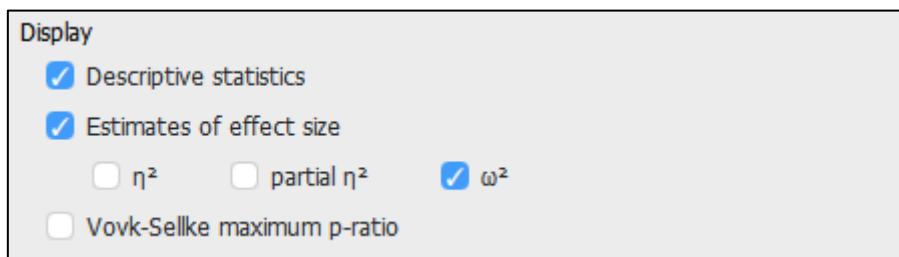 Display
Descriptive statistics
Estimates of effect size
η² partial η² ω²
Vovk-Sellke maximum p-ratio